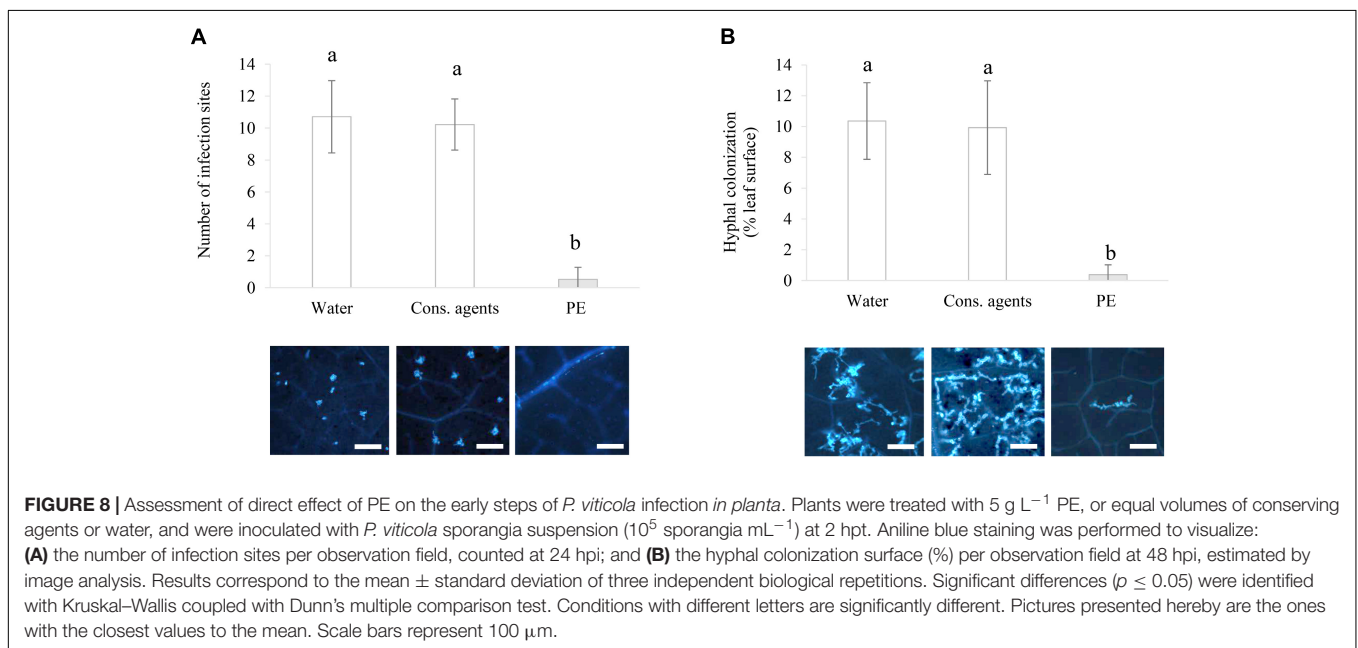 A
a
a
b
Number of infection sites
14
12
10
8
6
4
2
0
Water
Cons. agents
PE
B
a
a
b
Hyphal colonization
(% leaf surface)
14
12
10
8
6
4
2
0
Water
Cons. agents
PE
FIGURE 8 | Assessment of direct effect of PE on the early steps of P. viticola infection in planta. Plants were treated with 5 g L−1 PE, or equal volumes of conserving
agents or water, and were inoculated with P. viticola sporangia suspension (10⁵ sporangia mL−1) at 2 hpt. Aniline blue staining was performed to visualize:
(A) the number of infection sites per observation field, counted at 24 hpi; and (B) the hyphal colonization surface (%) per observation field at 48 hpi, estimated by
image analysis. Results correspond to the mean ± standard deviation of three independent biological repetitions. Significant differences (p ≤ 0.05) were identified
with Kruskal–Wallis coupled with Dunn's multiple comparison test. Conditions with different letters are significantly different. Pictures presented hereby are the ones
with the closest values to the mean. Scale bars represent 100 μm.